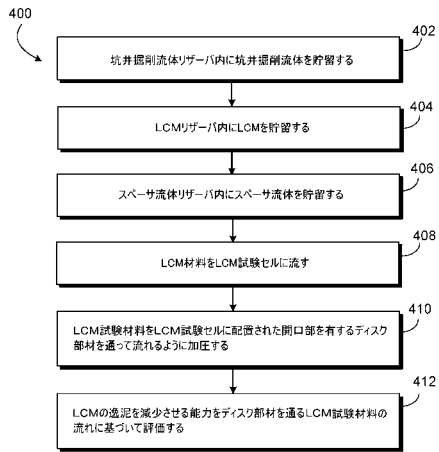 400
402
坑井掘削流体リザーバ内に坑井掘削流体を貯留する
404
LCMリザーバ内にLCMを貯留する
406
スペーサ流体リザーバ内にスペーサ流体を貯留する
408
LCM材料をLCM試験セルに流す
410
LCM試験材料をLCM試験セルに配置された開口部を有するディスク
部材を通って流れるように加圧する
412
LCMの逸泥を減少させる能力をディスク部材を通るLCM試験材料の
流れに基づいて評価する